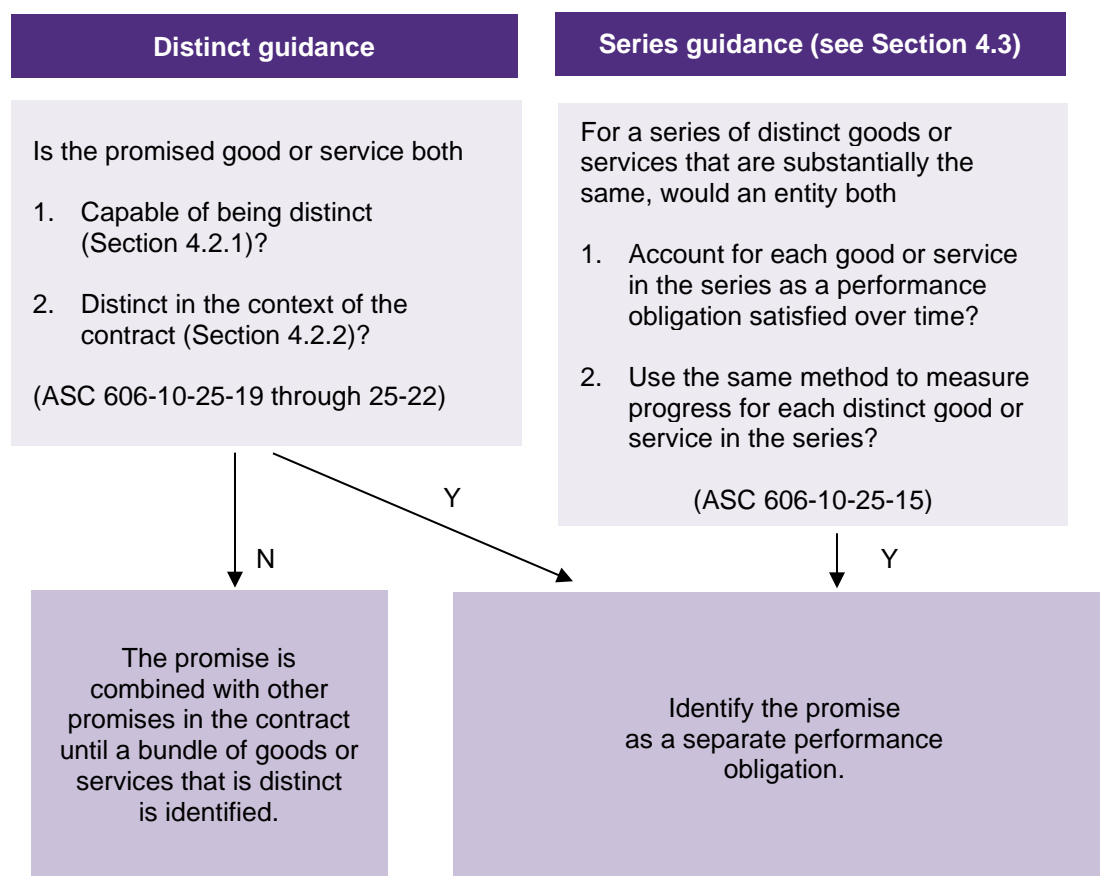 Distinct guidance
Series guidance (see Section 4.3)
Is the promised good or service both
1. Capable of being distinct
(Section 4.2.1)?
2. Distinct in the context of the
contract (Section 4.2.2)?
(ASC 606-10-25-19 through 25-22)
For a series of distinct goods or
services that are substantially the
same, would an entity both
1. Account for each good or service
in the series as a performance
obligation satisfied over time?
2. Use the same method to measure
progress for each distinct good or
service in the series?
(ASC 606-10-25-15)
Y
N
Y
The promise is
combined with other
promises in the contract
until a bundle of goods or
services that is distinct
is identified.
Identify the promise
as a separate performance
obligation.